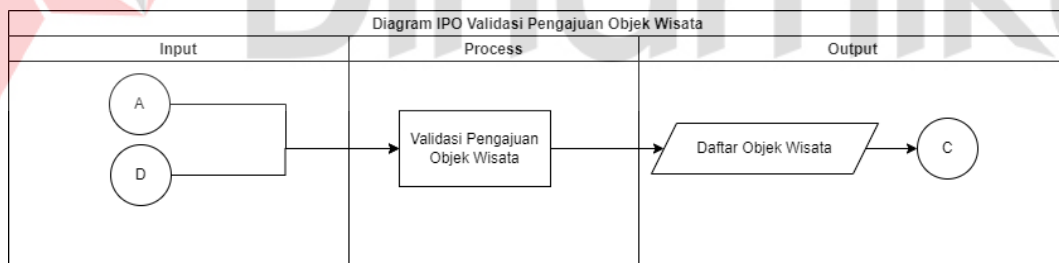 Diagram IPO Validasi Pengajuan Objek Wisata
Input
Process
Output
A
D
Validasi Pengajuan
Objek Wisata
Daftar Objek Wisata
C